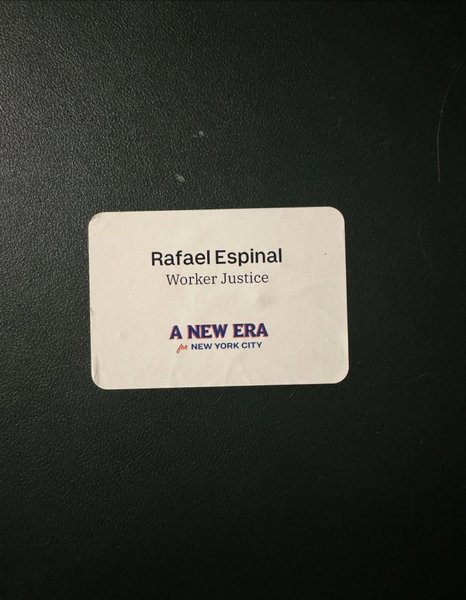 Rafael Espinal
Worker Justice
A NEW ERA
for NEW YORK CITY